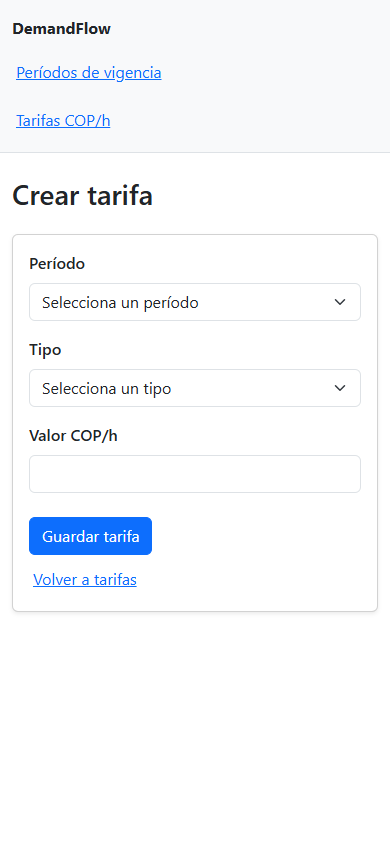 DemandFlow
Períodos de vigencia
Tarifas COP/h
Crear tarifa
Período
Selecciona un período
Tipo
Selecciona un tipo
Valor COP/h
Guardar tarifa
Volver a tarifas